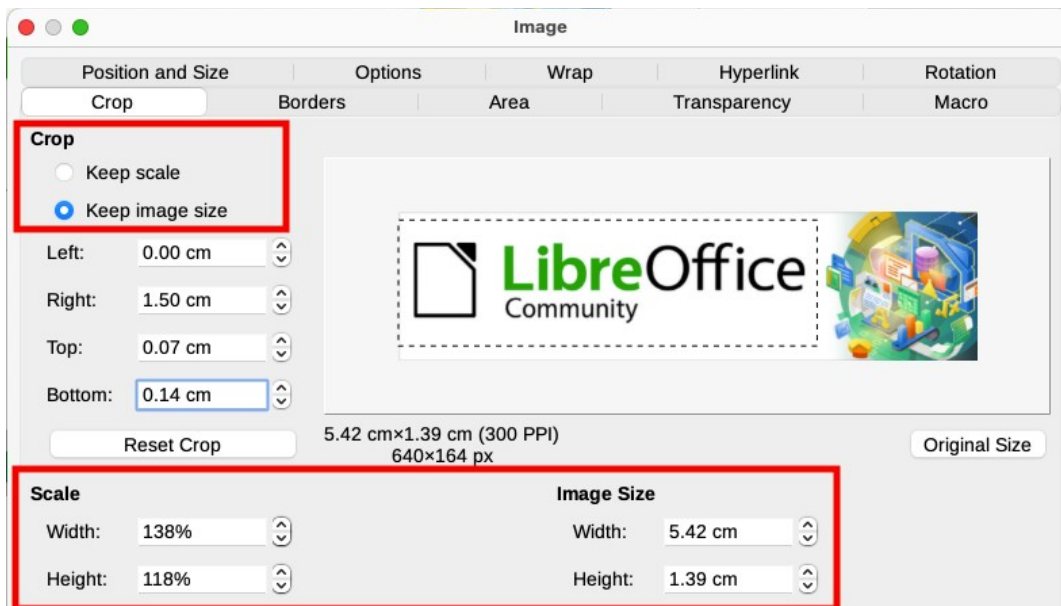 Image
Position and Size Options Wrap Hyperlink Rotation
Crop Borders Area Transparency Macro
Crop
Keep scale
Keep image size
Left: 0.00 cm
Right: 1.50 cm
Top: 0.07 cm
Bottom: 0.14 cm
Reset Crop
LibreOffice
Community
5.42 cm×1.39 cm (300 PPI)
640×164 px
Original Size
Scale
Width: 138%
Height: 118%
Image Size
Width: 5.42 cm
Height: 1.39 cm